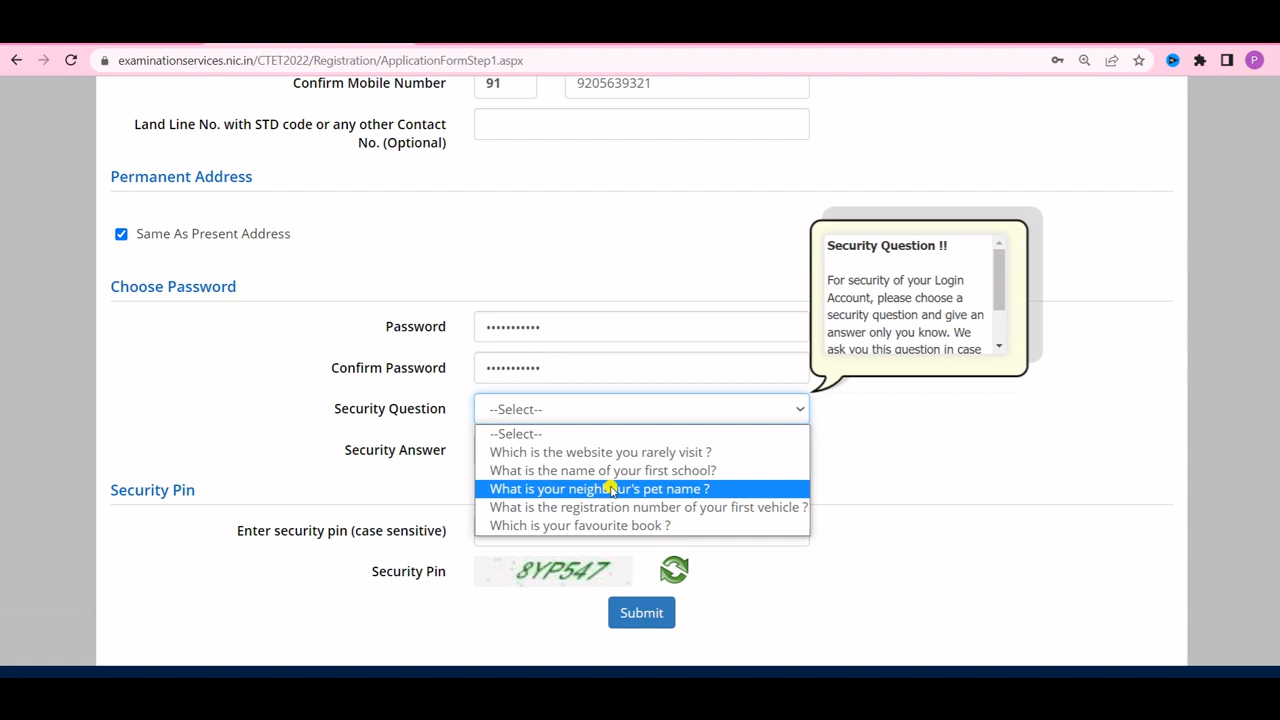 examinationservices.nic.in/CTET2022/Registration/ApplicationFormStep1.aspx
P
Confirm Mobile Number
91
9205639321
Land Line No. with STD code or any other Contact
No. (Optional)
Permanent Address
Same As Present Address
Choose Password
Password
•••••••••••
Confirm Password
•••••••••••
Security Question
--Select--
--Select--
Which is the website you rarely visit ?
What is the name of your first school?
What is your neighbour's pet name ?
What is the registration number of your first vehicle ?
Which is your favourite book ?
Security Answer
Security Question !!
For security of your Login
Account, please choose a
security question and give an
answer only you know. We
ask you this question in case
Security Pin
Enter security pin (case sensitive)
Security Pin
8YP547
Submit